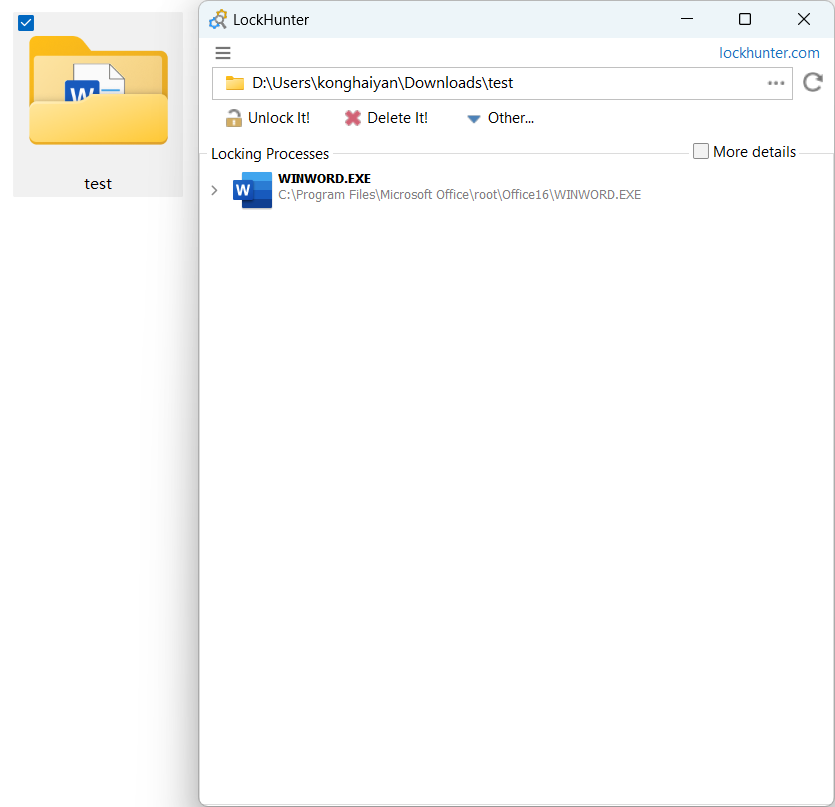 LockHunter
lockhunter.com
D:\Users\konghaiyan\Downloads\test
Unlock It!
Delete It!
Other...
Locking Processes
More details
W
WINWORD.EXE
C:\Program Files\Microsoft Office\root\Office16\WINWORD.EXE
W
test